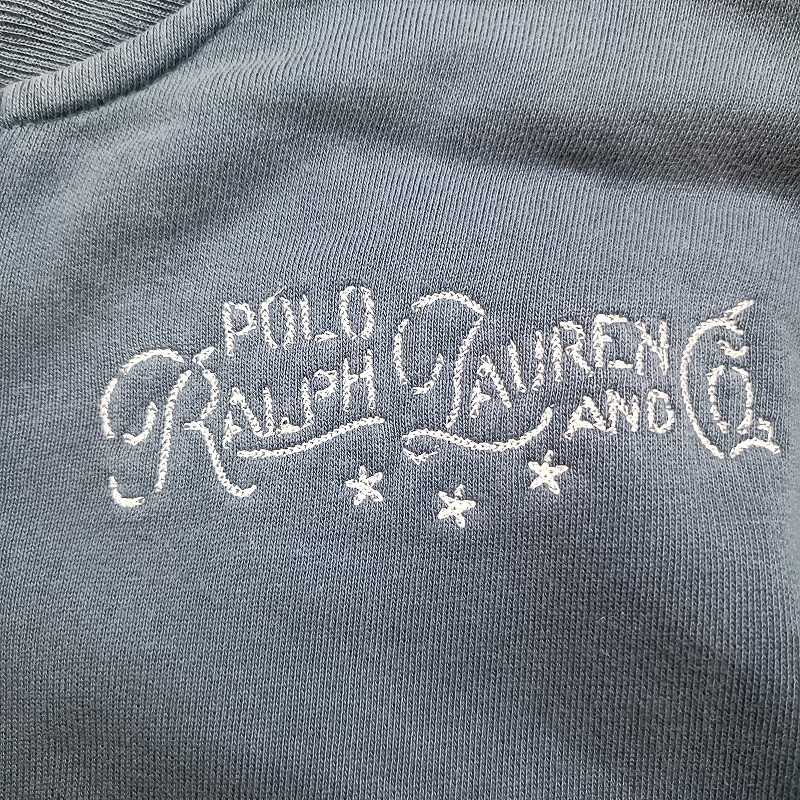 POLO
RALPH LAUREN
AND CO.